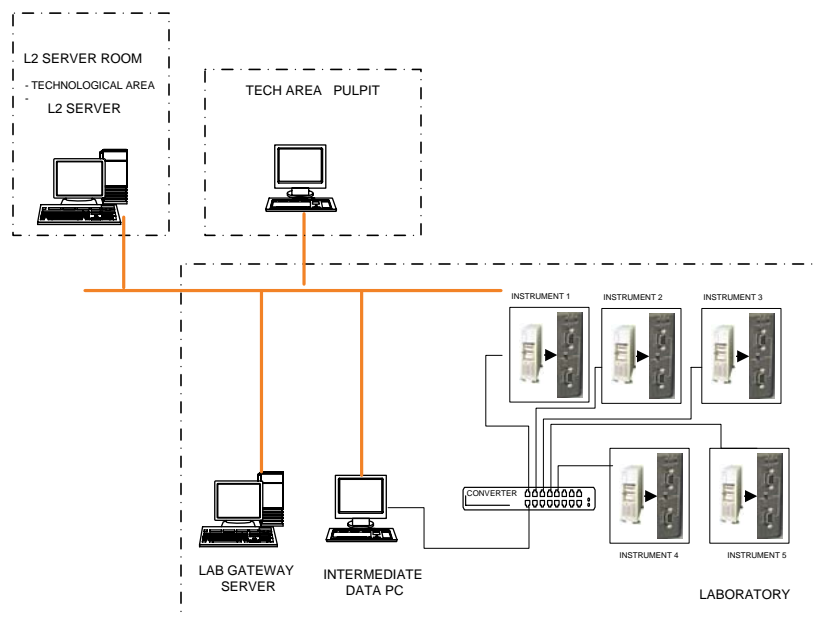 L2 SERVER ROOM
- TECHNOLOGICAL AREA
-
L2 SERVER
TECH AREA PULPIT
INSTRUMENT 1
INSTRUMENT 2
INSTRUMENT 3
CONVERTER
INSTRUMENT 4
INSTRUMENT 5
LAB GATEWAY
SERVER
INTERMEDIATE
DATA PC
LABORATORY